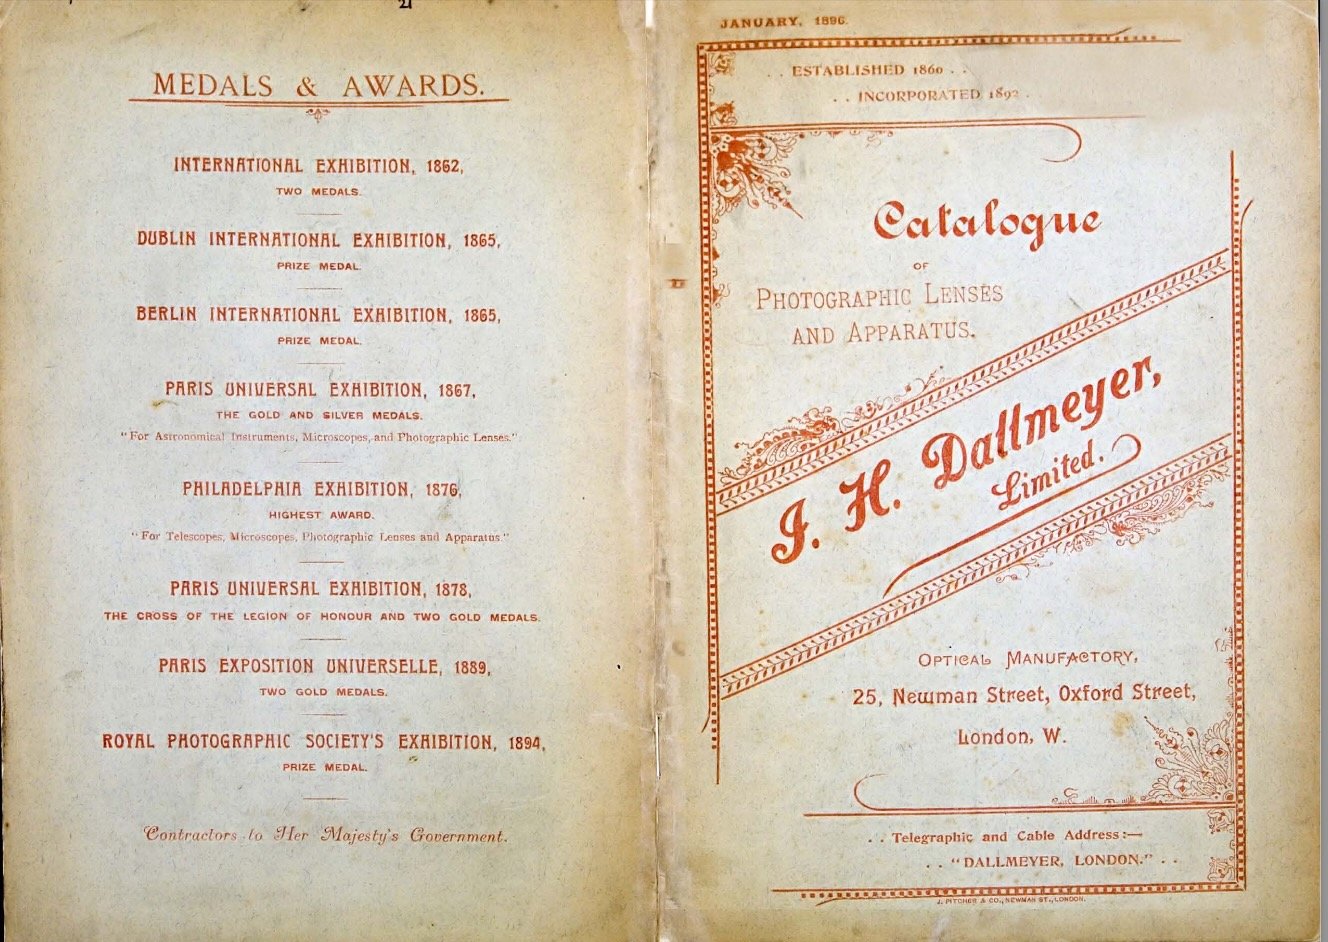 21
MEDALS & AWARDS.
INTERNATIONAL EXHIBITION, 1862,
TWO MEDALS.
DUBLIN INTERNATIONAL EXHIBITION, 1865,
PRIZE MEDAL.
BERLIN INTERNATIONAL EXHIBITION, 1865,
PRIZE MEDAL.
PARIS UNIVERSAL EXHIBITION, 1867,
THE GOLD AND SILVER MEDALS.
"For Astronomical Instruments, Microscopes, and Photographic Lenses."
PHILADELPHIA EXHIBITION, 1876,
HIGHEST AWARD.
"For Telescopes, Microscopes, Photographic Lenses and Apparatus."
PARIS UNIVERSAL EXHIBITION, 1878,
THE CROSS OF THE LEGION OF HONOUR AND TWO GOLD MEDALS.
PARIS EXPOSITION UNIVERSELLE, 1889,
TWO GOLD MEDALS.
ROYAL PHOTOGRAPHIC SOCIETY'S EXHIBITION, 1894,
PRIZE MEDAL.
Contractors to Her Majesty's Government.
JANUARY, 1896.
. . ESTABLISHED 1860 . .
. . INCORPORATED 1892 .
Catalogue
OF
PHOTOGRAPHIC LENSES
AND APPARATUS.
J. H. Dallmeyer,
Limited.
OPTICAL MANUFACTORY,
25, Newman Street, Oxford Street,
London, W.
. . Telegraphic and Cable Address:—
. . "DALLMEYER, LONDON." . .
J. PITCHER & CO., NEWMAN ST., LONDON.